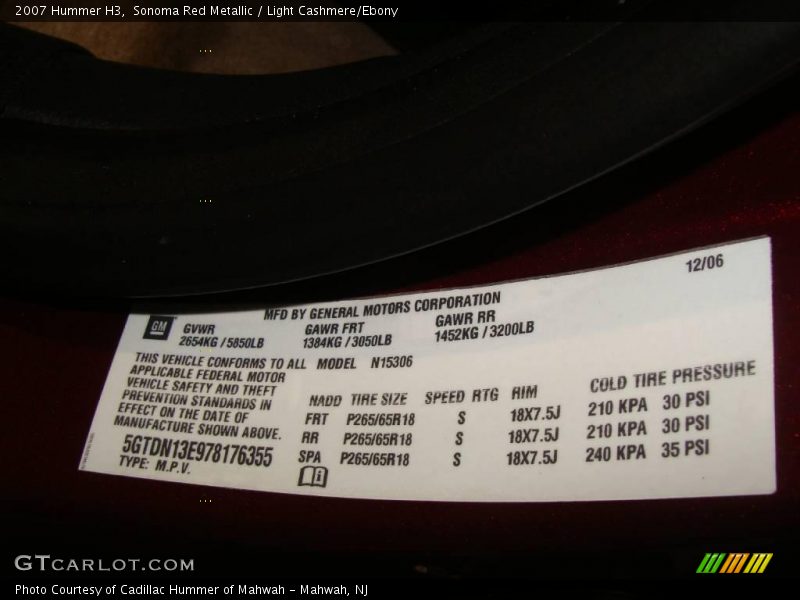 2007 Hummer H3,  Sonoma Red Metallic / Light Cashmere/Ebony
12/06
MFD BY GENERAL MOTORS CORPORATION
GM GVWR GAWR FRT GAWR RR
2654KG / 5850LB 1384KG / 3050LB 1452KG / 3200LB
THIS VEHICLE CONFORMS TO ALL MODEL N15306
APPLICABLE FEDERAL MOTOR
VEHICLE SAFETY AND THEFT
PREVENTION STANDARDS IN
EFFECT ON THE DATE OF
MANUFACTURE SHOWN ABOVE.
5GTDN13E978176355
TYPE: M.P.V.
TIRE SIZE SPEED RTG RIM COLD TIRE PRESSURE
FRT P265/65R18 S 18X7.5J 210 KPA 30 PSI
RR P265/65R18 S 18X7.5J 210 KPA 30 PSI
SPA P265/65R18 S 18X7.5J 240 KPA 35 PSI
GTCARLOT.COM
Photo Courtesy of Cadillac Hummer of Mahwah - Mahwah, NJ